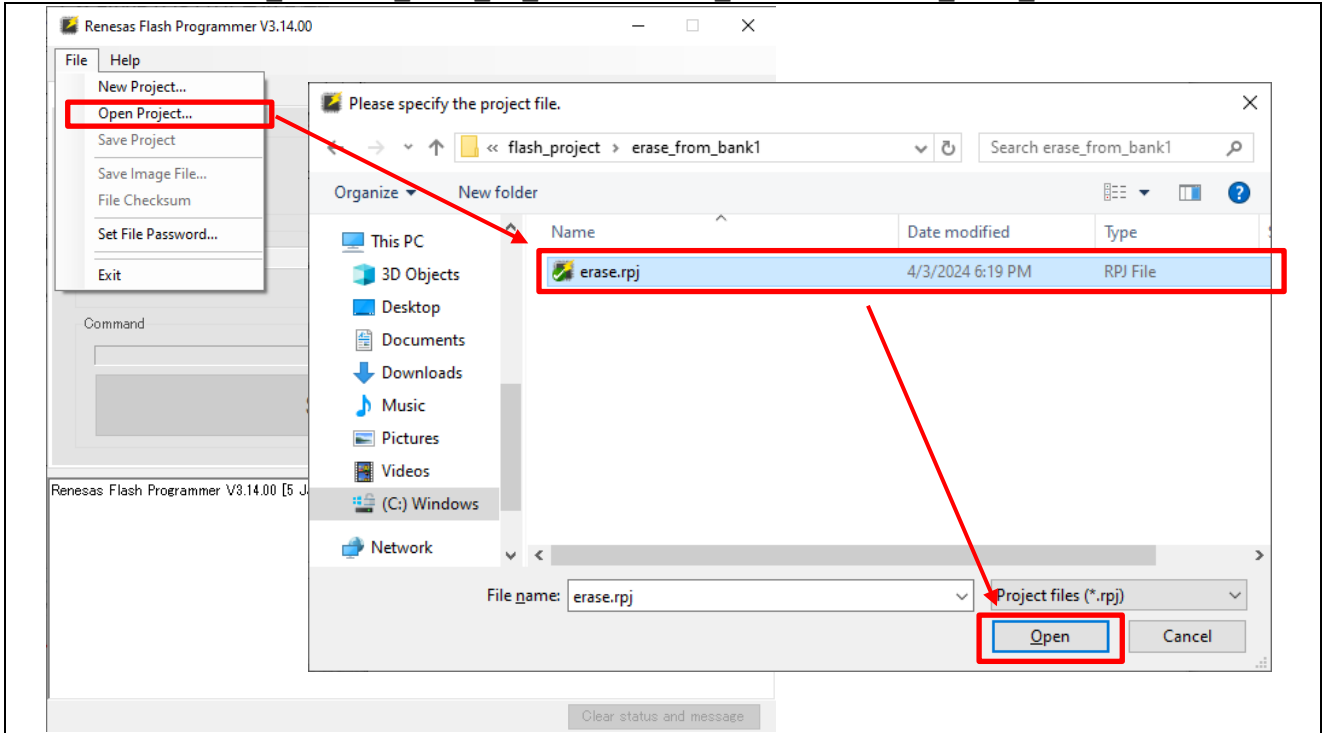 Renesas Flash Programmer V3.14.00
File Help
New Project...
Open Project...
Save Project
Save Image File...
File Checksum
Set File Password...
Exit
Command
Renesas Flash Programmer V3.14.00 [5
Clear status and message
Please specify the project file.
« flash_project › erase_from_bank1
Search erase_from_bank1
Organize New folder
Name Date modified Type
This PC
3D Objects
Desktop
Documents
Downloads
Music
Pictures
Videos
(C:) Windows
Network
erase.rpj 4/3/2024 6:19 PM RPJ File
File name: erase.rpj
Project files (*.rpj)
Open Cancel